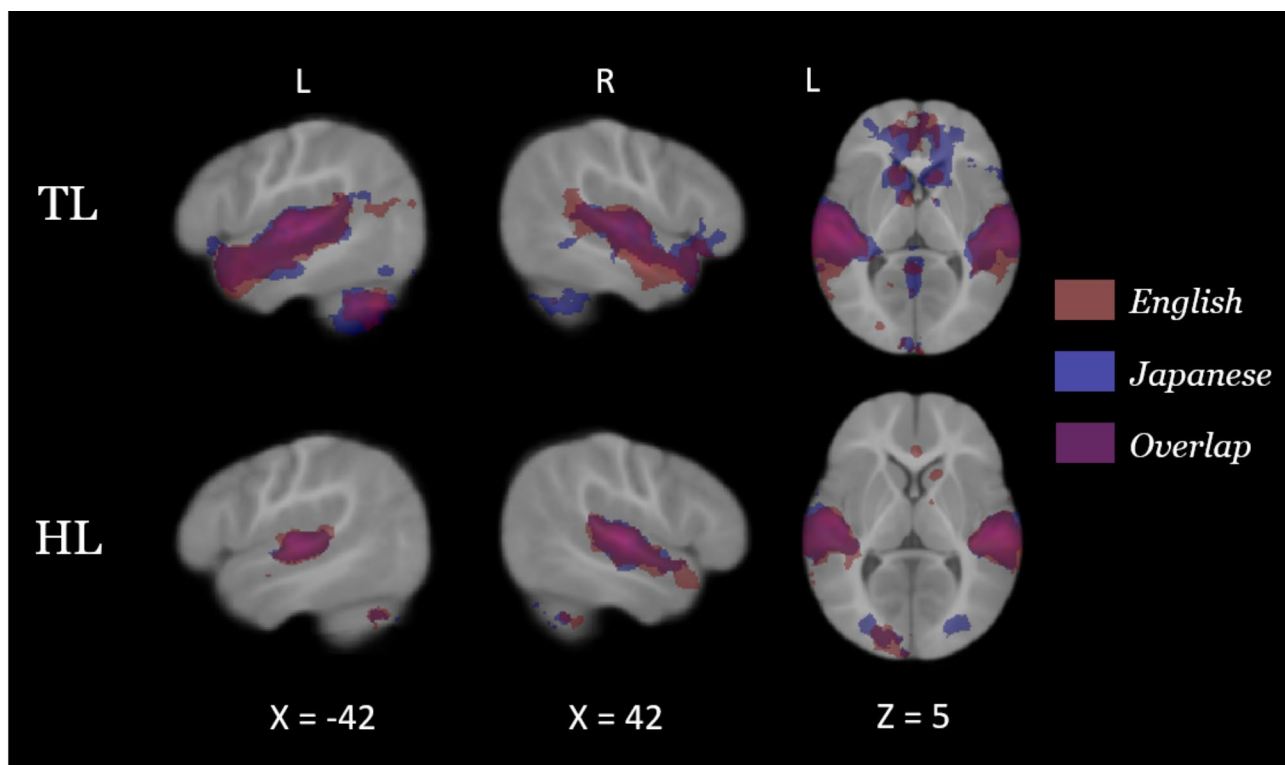 L R L
TL
English
Japanese
Overlap
HL
X = -42 X = 42 Z = 5